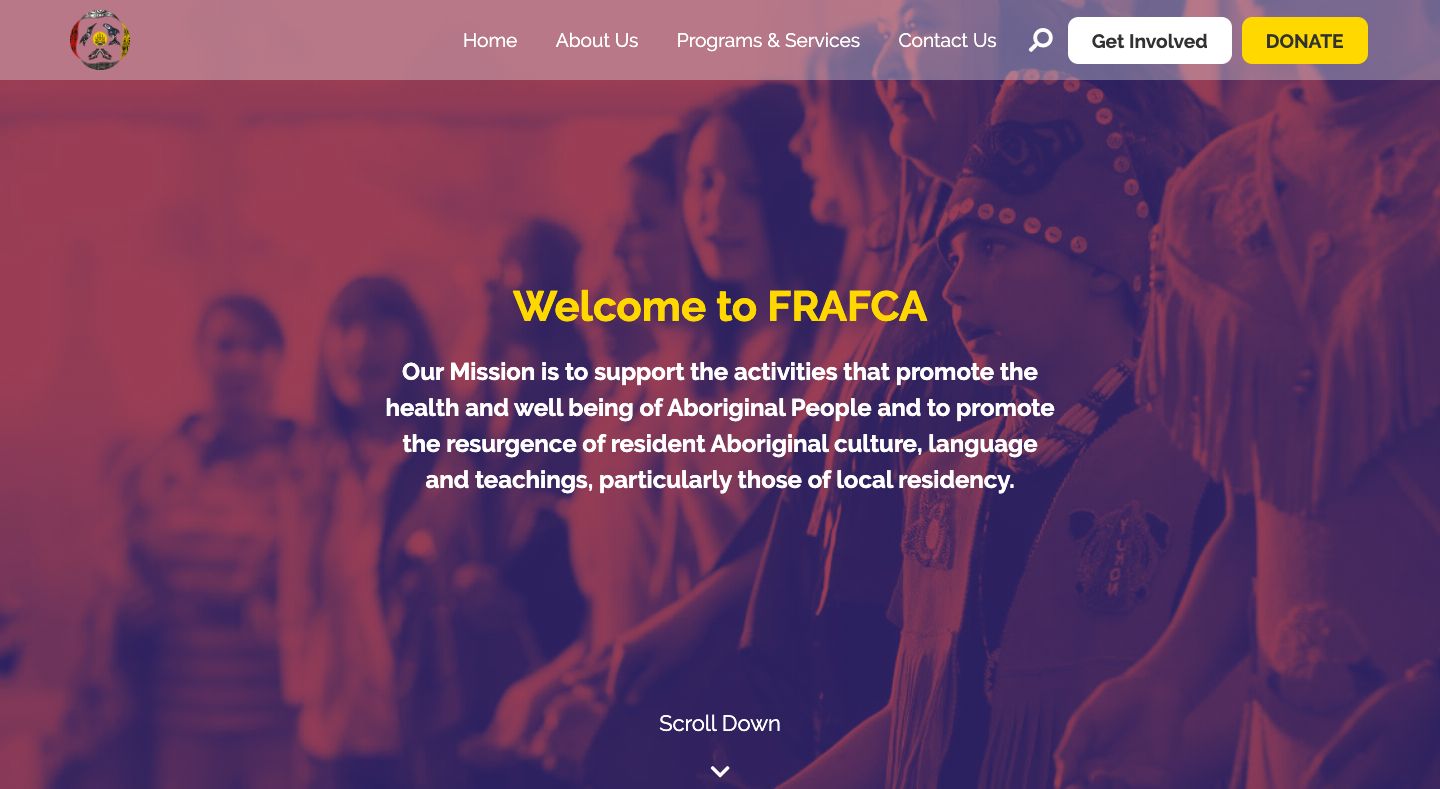 Home
About Us
Programs & Services
Contact Us
Get Involved
DONATE
Welcome to FRAFCA
Our Mission is to support the activities that promote the
health and well being of Aboriginal People and to promote
the resurgence of resident Aboriginal culture, language
and teachings, particularly those of local residency.
YUKON
Scroll Down